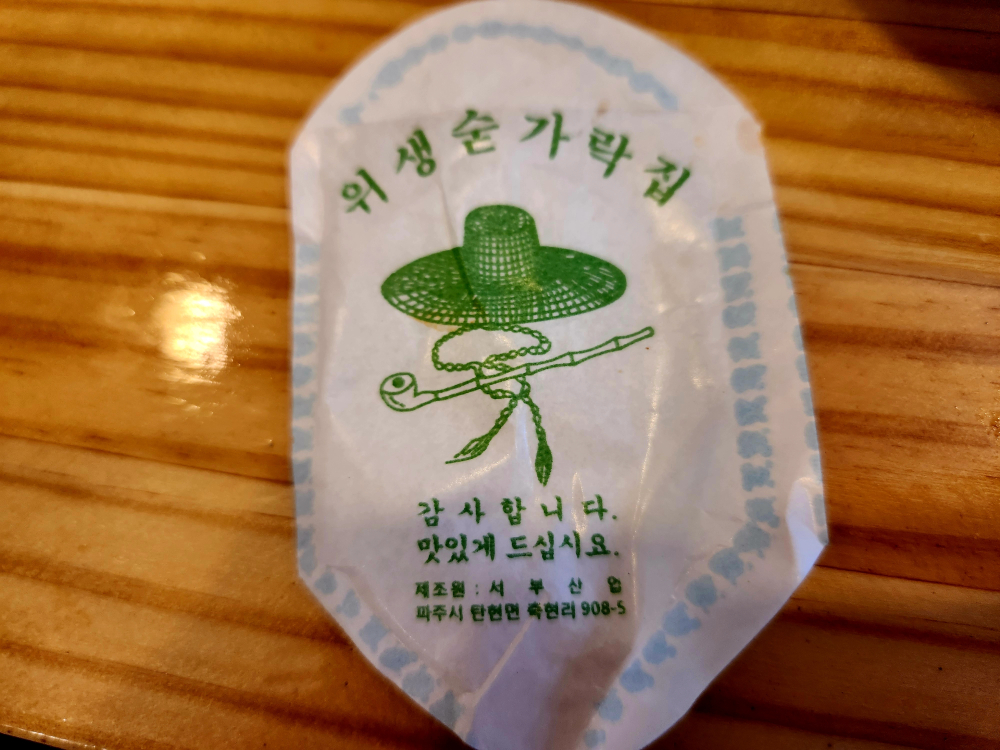 위생순가락집
감사합니다.
맛있게 드십시요.
제조원 : 서부산업
파주시 탄현면 축현리 908-5